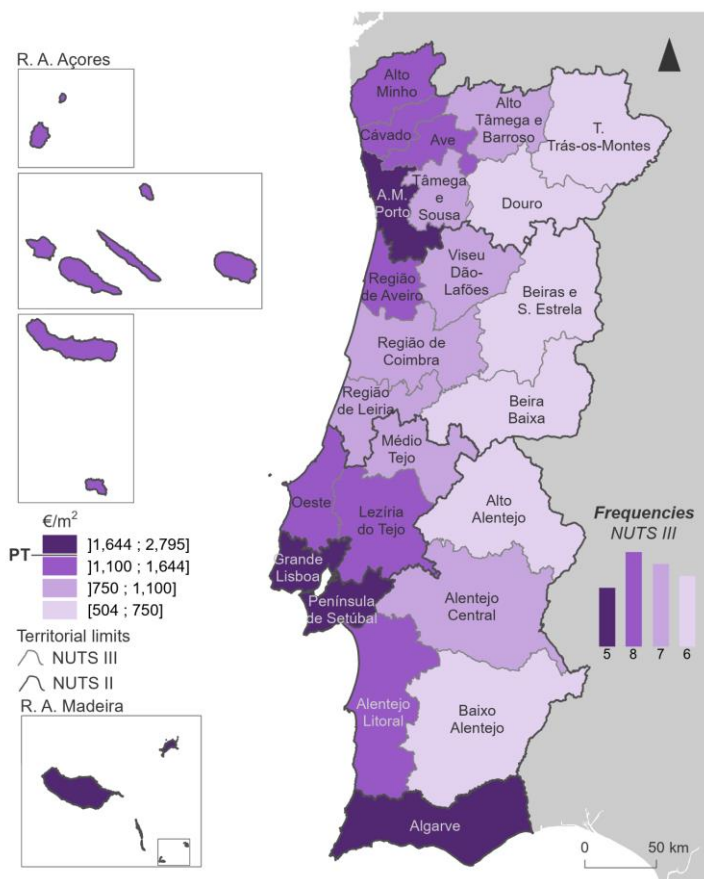 R. A. Açores
Alto
Minho
Cávado
Ave
Alto
Tâmega e
Barroso
T.
Trás-os-Montes
A.M.
Porto
Tâmega
e
Sousa
Douro
Região
de Aveiro
Viseu
Dão-
Lafões
Beiras e
S. Estrela
Região de
Coimbra
Região
de Leiria
Beira
Baixa
Médio
Tejo
Oeste
Lezíria
do Tejo
Alto
Alentejo
Grande
Lisboa
Península
de Setúbal
Alentejo
Central
Alentejo
Litoral
Baixo
Alentejo
Algarve
€/m²
PT
]1,644 ; 2,795]
]1,100 ; 1,644]
]750 ; 1,100]
[504 ; 750]
Territorial limits
NUTS III
NUTS II
R. A. Madeira
Frequencies
NUTS III
5 8 7 6
0 50 km